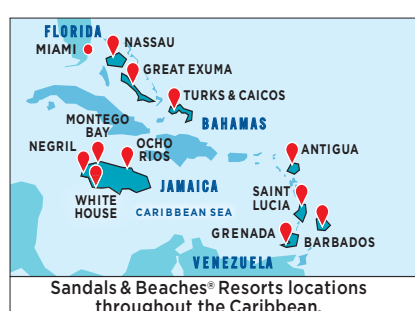 FLORIDA
MIAMI
NASSAU
GREAT EXUMA
TURKS & CAICOS
BAHAMAS
MONTEGO
BAY
NEGRIL
OCHO
RIOS
ANTIGUA
JAMAICA
WHITE
HOUSE
CARIBBEAN SEA
SAINT
LUCIA
GRENADA
BARBADOS
VENEZUELA
Sandals & Beaches® Resorts locations
throughout the Caribbean.